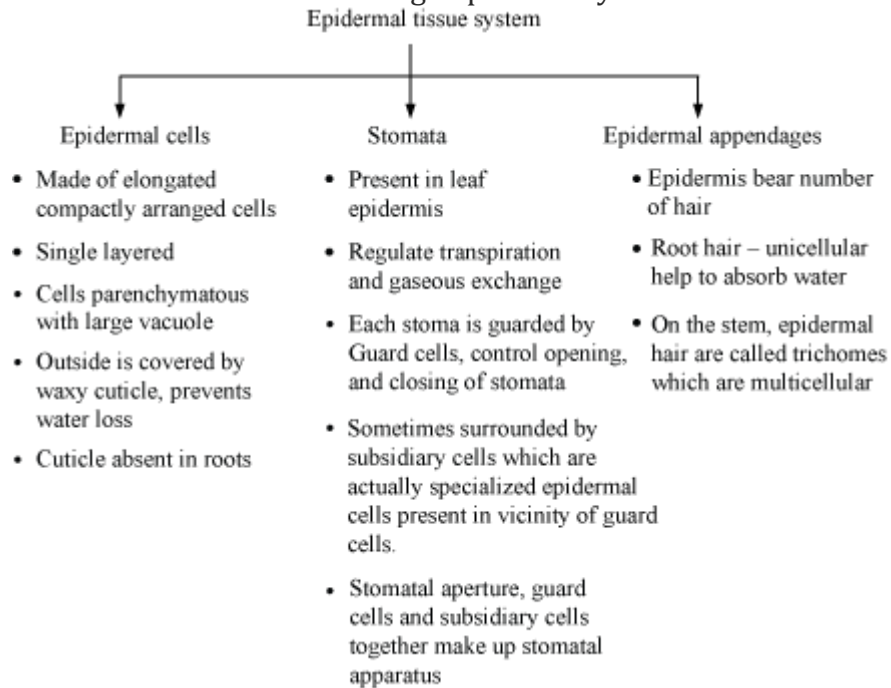 Epidermal tissue system
Epidermal cells
• Made of elongated
compactly arranged cells
• Single layered
• Cells parenchymatous
with large vacuole
• Outside is covered by
waxy cuticle, prevents
water loss
• Cuticle absent in roots
Stomata
• Present in leaf
epidermis
• Regulate transpiration
and gaseous exchange
• Each stoma is guarded by
Guard cells, control opening,
and closing of stomata
• Sometimes surrounded by
subsidiary cells which are
actually specialized epidermal
cells present in vicinity of guard
cells.
• Stomatal aperture, guard
cells and subsidiary cells
together make up stomatal
apparatus
Epidermal appendages
• Epidermis bear number
of hair
• Root hair – unicellular
help to absorb water
• On the stem, epidermal
hair are called trichomes
which are multicellular